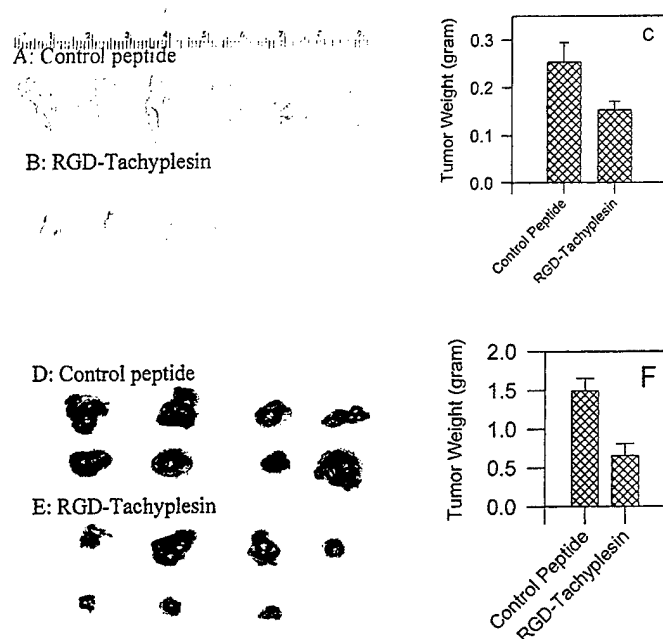 A: Control peptide
B: RGD-Tachyplesin
C
Tumor Weight (gram)
0.3
0.2
0.1
0.0
Control Peptide
RGD-Tachyplesin
D: Control peptide
E: RGD-Tachyplesin
F
Tumor Weight (gram)
2.0
1.5
1.0
0.5
0.0
Control Peptide
RGD-Tachyplesin